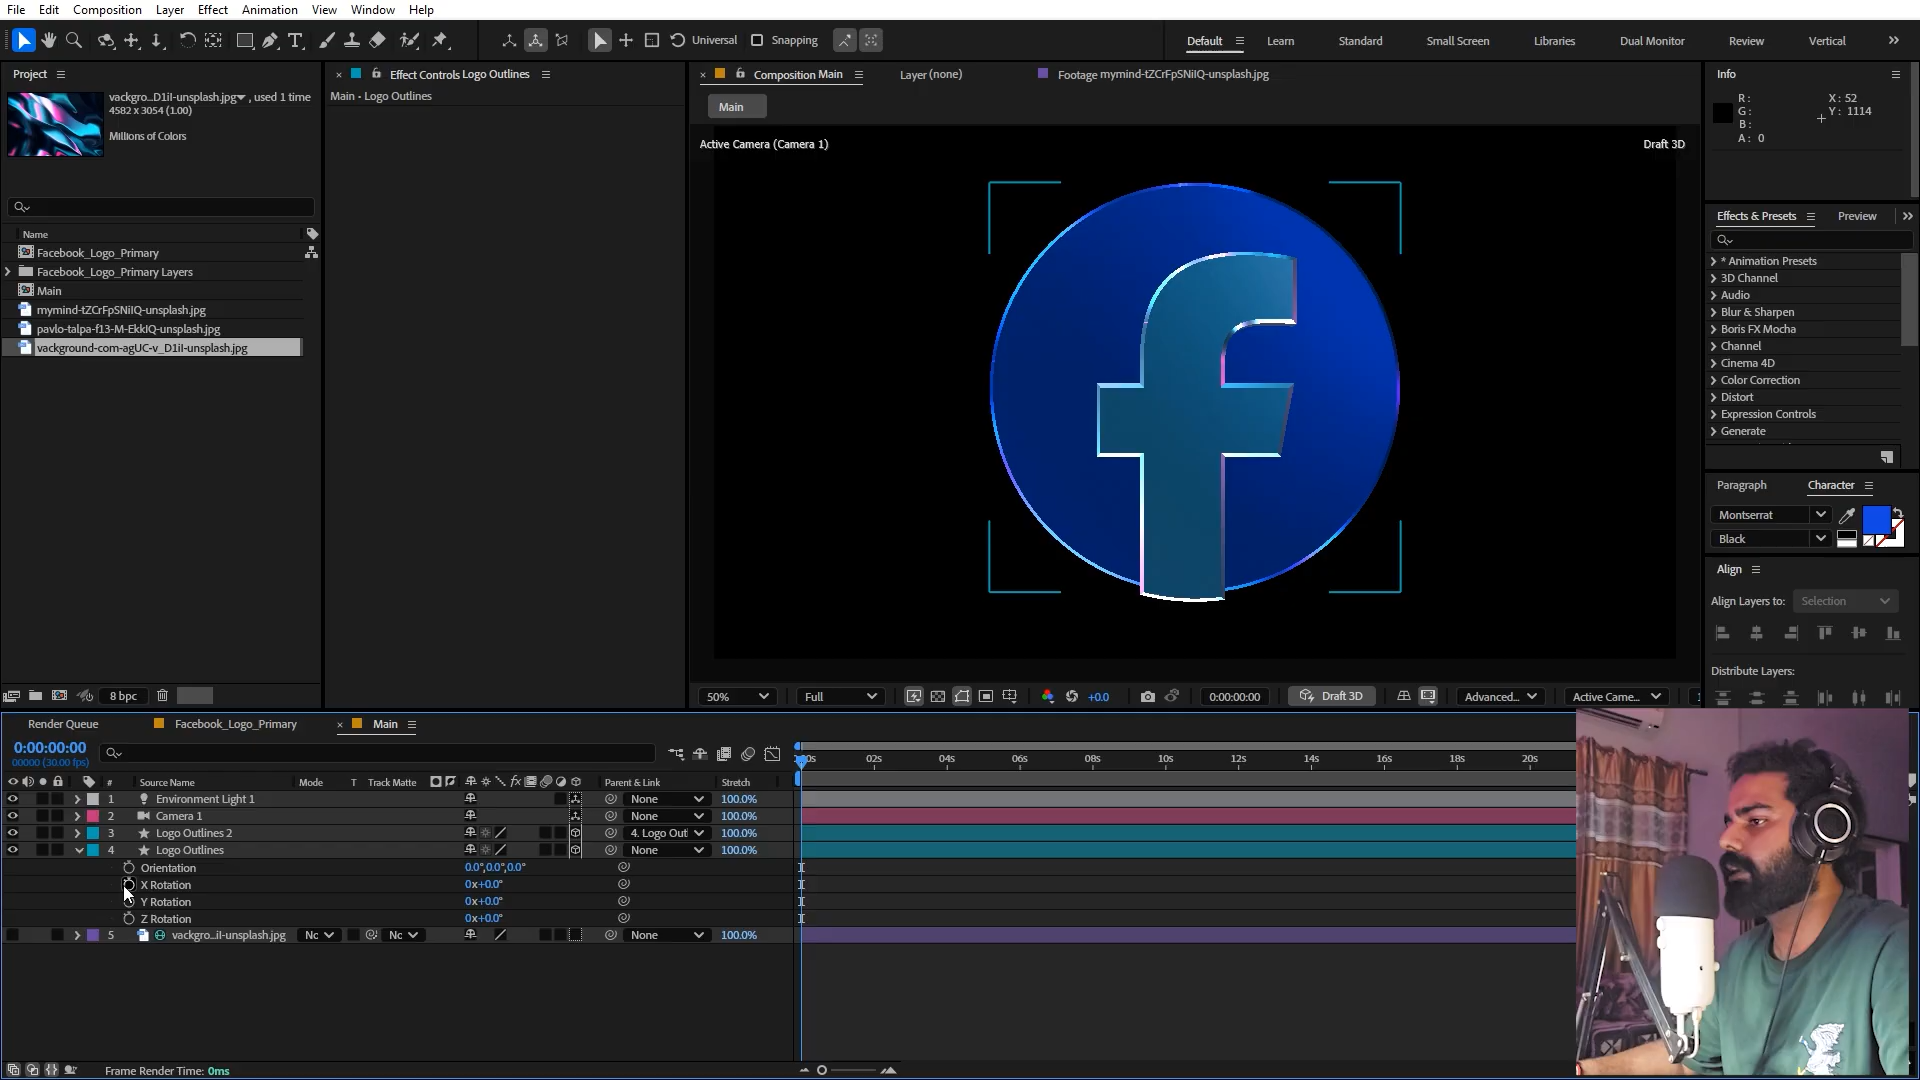 File Edit Composition Layer Effect Animation View Window Help
Universal Snapping Default Learn Standard Small Screen Libraries Dual Monitor Review Vertical
Project
vackgro...D1iI-unsplash.jpg , used 1 time
4582 x 3054 (1.00)
Millions of Colors
Name
Facebook_Logo_Primary
Facebook_Logo_Primary Layers
Main
mymind-tZCrFpSNiIQ-unsplash.jpg
pavlo-talpa-f13-M-EkkIQ-unsplash.jpg
vackground-com-agUC-v_D1iI-unsplash.jpg
8 bpc
Effect Controls Logo Outlines
Main • Logo Outlines
Composition Main
Layer (none)
Footage mymind-tZCrFpSNiIQ-unsplash.jpg
Main
Active Camera (Camera 1)
Draft 3D
50% Full +0.0 0:00:00:00 Draft 3D Advanced... Active Came... 1
Info
R:
G:
B:
A: 0
X: 52
Y: 1114
Effects & Presets
Preview
* Animation Presets
3D Channel
Audio
Blur & Sharpen
Boris FX Mocha
Channel
Cinema 4D
Color Correction
Distort
Expression Controls
Generate
Paragraph Character
Montserrat
Black
Align
Align Layers to: Selection
Distribute Layers:
Render Queue
Facebook_Logo_Primary
Main
0:00:00:00
00000 (30.00 fps)
02s 04s 06s 08s 10s 12s 14s 16s 18s 20s
# Source Name Mode T Track Matte Parent & Link Stretch
1 Environment Light 1 None 100.0%
2 Camera 1 None 100.0%
3 Logo Outlines 2 4. Logo Outl 100.0%
4 Logo Outlines None 100.0%
Orientation 0.0°,0.0°,0.0°
X Rotation 0x+0.0°
Y Rotation 0x+0.0°
Z Rotation 0x+0.0°
5 vackgro...iI-unsplash.jpg None 100.0%
Frame Render Time: 0ms